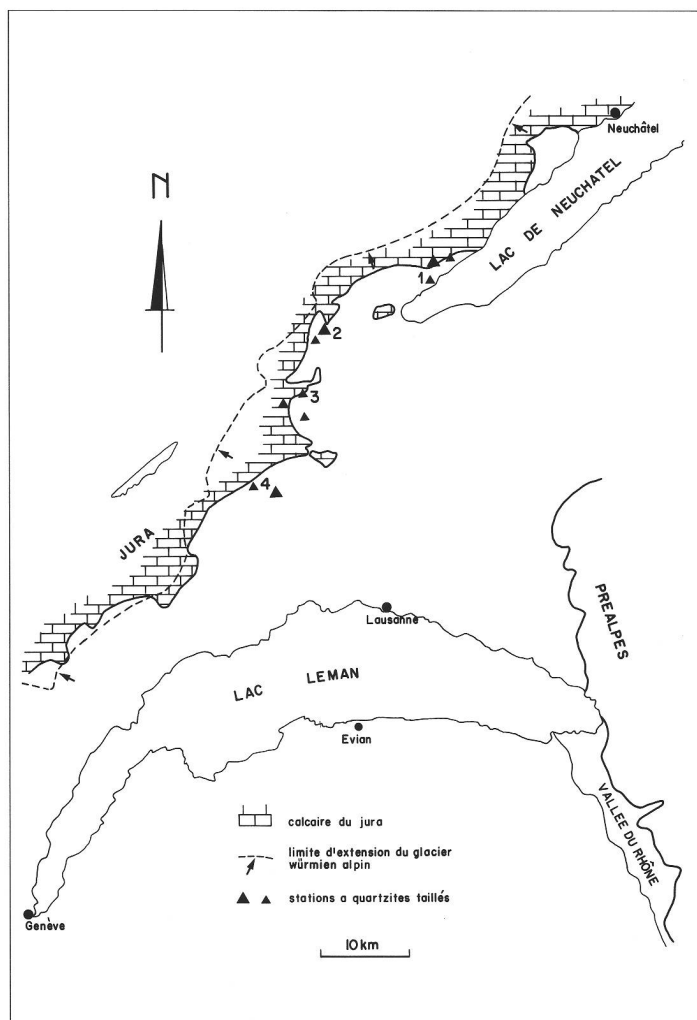 Neuchâtel
N
LAC DE NEUCHATEL
1
2
3
4
JURA
PREALPES
Lausanne
LAC LEMAN
Evian
VALLEE DU RHÔNE
calcaire du jura
limite d'extension du glacier
würmien alpin
stations a quartzites taillés
Genève
10 km